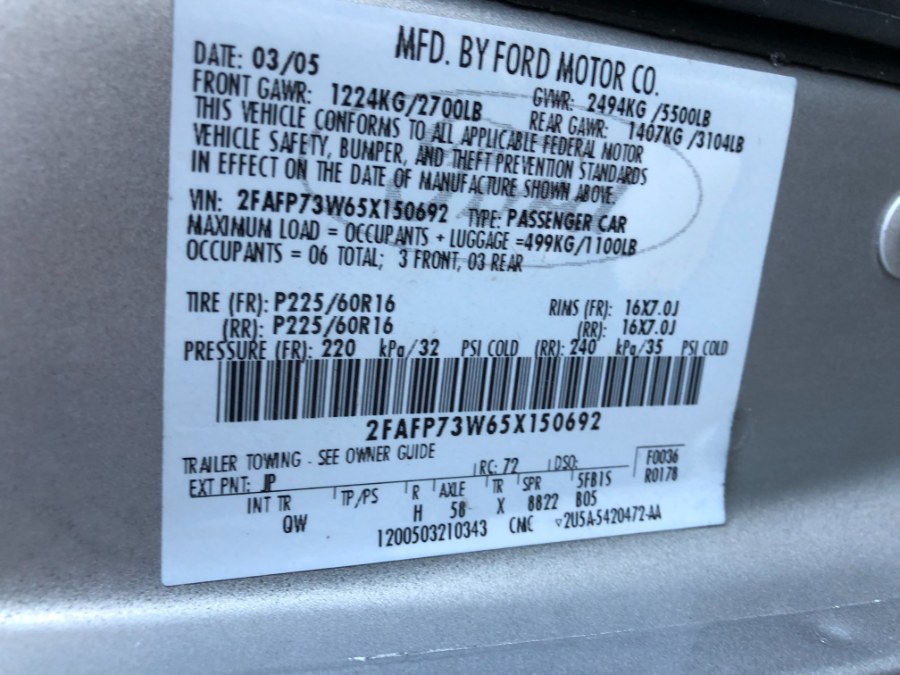 MFD. BY FORD MOTOR CO.
DATE: 03/05 GVWR: 2494KG /5500LB
FRONT GAWR: 1224KG/2700LB REAR GAWR: 1407KG /3104LB
THIS VEHICLE CONFORMS TO ALL APPLICABLE FEDERAL MOTOR
VEHICLE SAFETY, BUMPER, AND THEFT PREVENTION STANDARDS
IN EFFECT ON THE DATE OF MANUFACTURE SHOWN ABOVE.
VIN: 2FAFP73W65X150692 TYPE: PASSENGER CAR
MAXIMUM LOAD = OCCUPANTS + LUGGAGE =499KG/1100LB
OCCUPANTS = 06 TOTAL; 3 FRONT, 03 REAR
TIRE (FR): P225/60R16 RIMS (FR): 16X7.0J
(RR): P225/60R16 (RR): 16X7.0J
PRESSURE (FR): 220 kPa/32 PSI COLD (RR): 240 kPa/35 PSI COLD
2FAFP73W65X150692
TRAILER TOWING - SEE OWNER GUIDE
EXT PNT: JP RC: 72 DSO: F0036
R0178
INT TR TP/PS R AXLE TR SPR 5FB1S
QW H 58 X 8822 B05
1200503210343 CMC ▽2U5A-5420472-AA